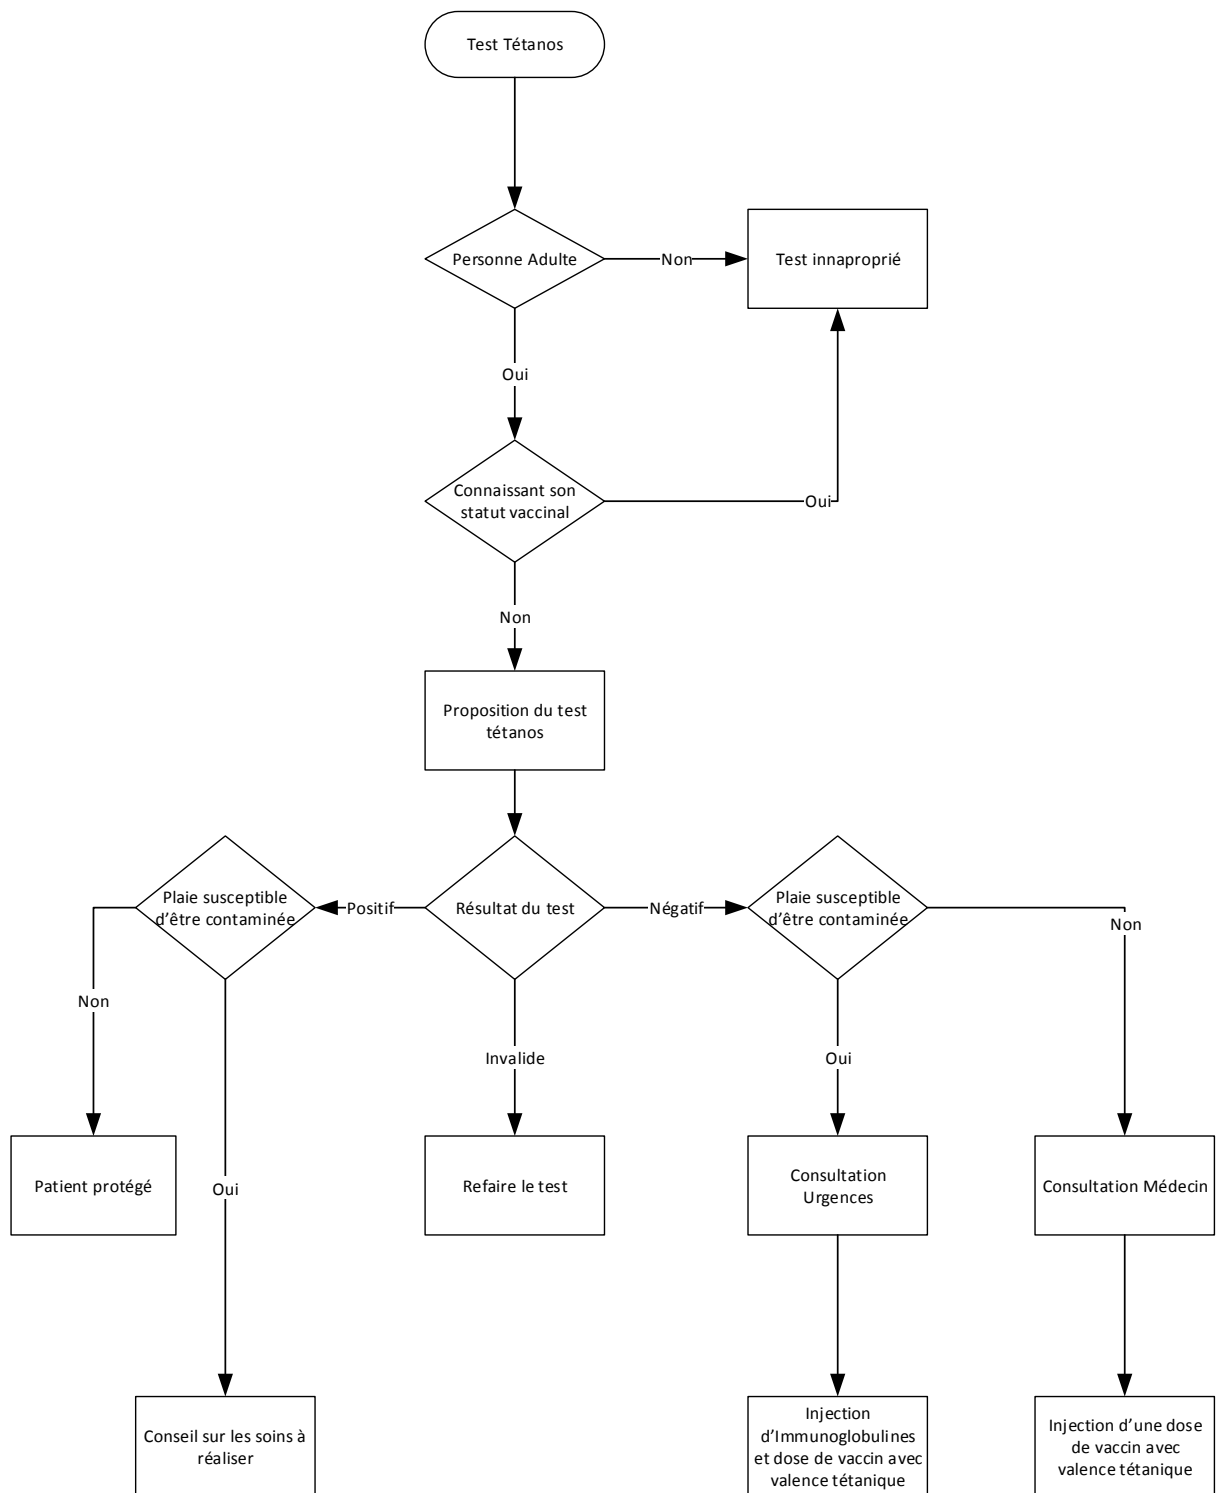 Test Tétanos
Personne Adulte
Non
Test innaproprié
Oui
Connaissant son
statut vaccinal
Oui
Non
Proposition du test
tétanos
Plaie susceptible
d’être contaminée
Positif
Résultat du test
Négatif
Plaie susceptible
d’être contaminée
Non
Non
Invalide
Oui
Patient protégé
Oui
Refaire le test
Consultation
Urgences
Consultation Médecin
Conseil sur les soins à
réaliser
Injection
d’Immunoglobulines
et dose de vaccin avec
valence tétanique
Injection d’une dose
de vaccin avec
valence tétanique